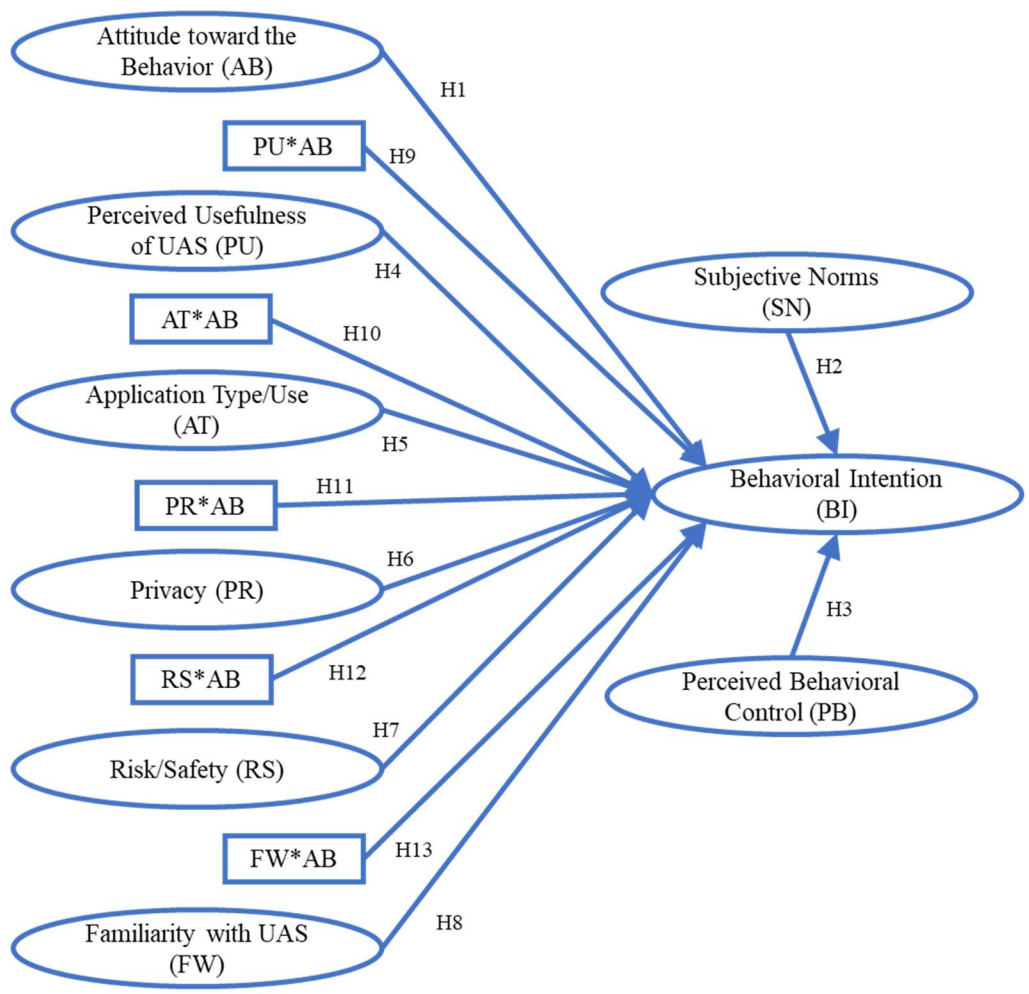 Attitude toward the
Behavior (AB)
H1
PU*AB
H9
Perceived Usefulness
of UAS (PU)
H4
AT*AB
H10
Application Type/Use
(AT)
H5
PR*AB
H11
Privacy (PR)
H6
RS*AB
H12
Risk/Safety (RS)
H7
FW*AB
H13
Familiarity with UAS
(FW)
H8
Subjective Norms
(SN)
H2
Behavioral Intention
(BI)
H3
Perceived Behavioral
Control (PB)